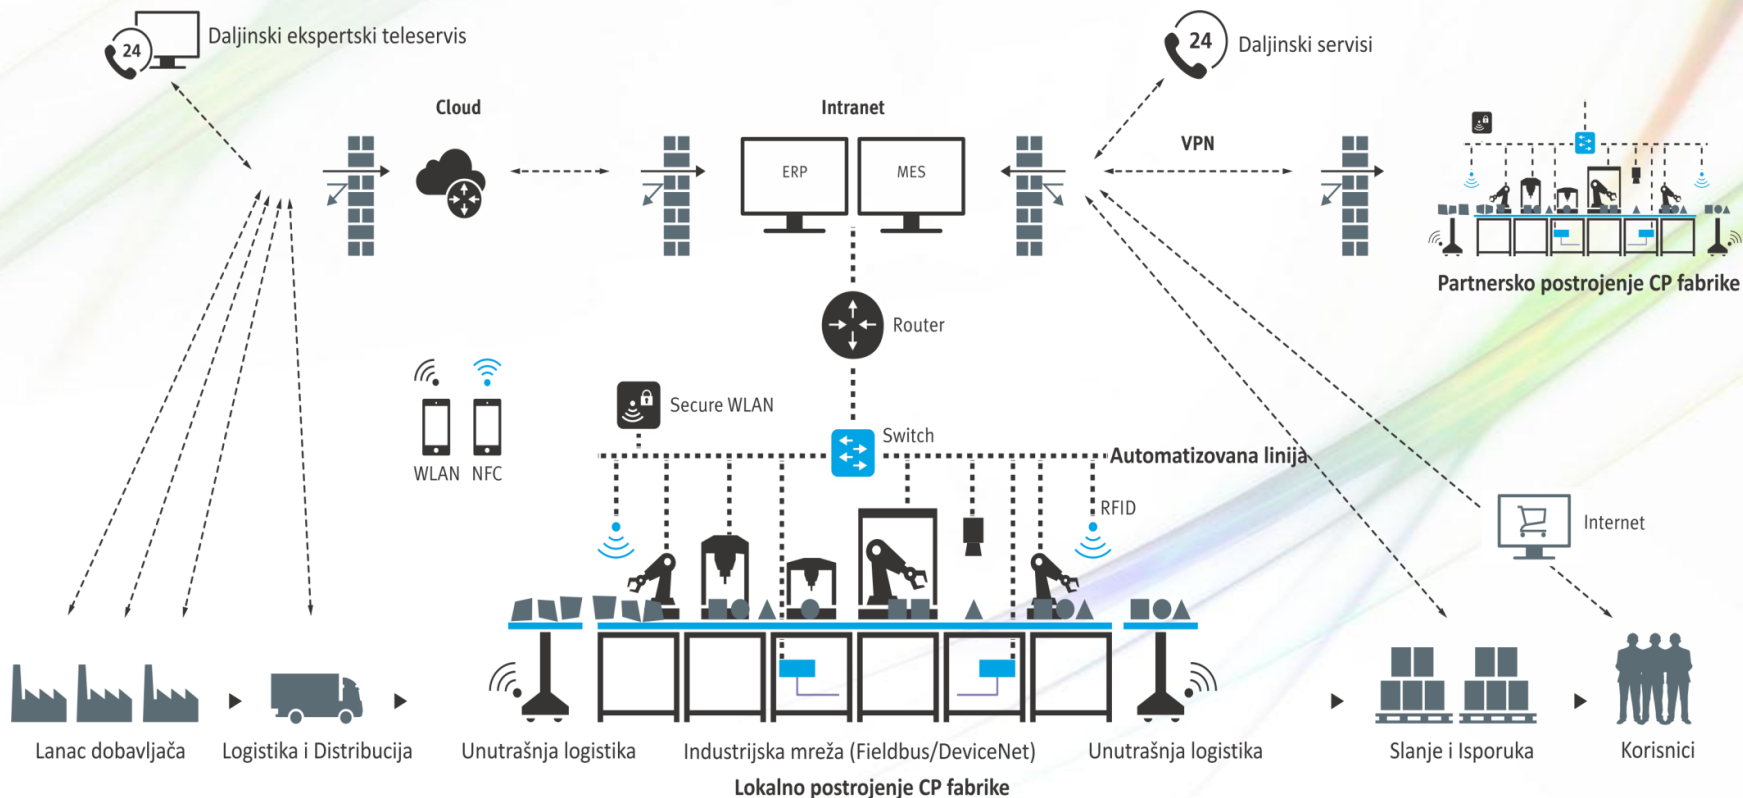 24
Daljinski ekspertski teleservis
24
Daljinski servisi
Cloud
Intranet
VPN
ERP
MES
Partnersko postrojenje CP fabrike
Router
Secure WLAN
Switch
WLAN
NFC
Automatizovana linija
RFID
Internet
Lanac dobavljača
Logistika i Distribucija
Unutrašnja logistika
Industrijska mreža (Fieldbus/DeviceNet)
Unutrašnja logistika
Slanje i Isporuka
Korisnici
Lokalno postrojenje CP fabrike